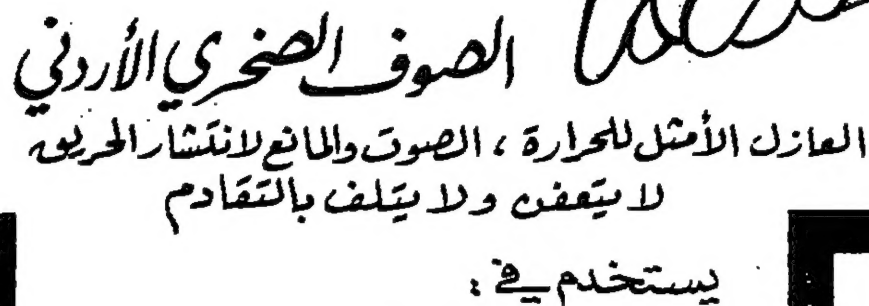 الصوف الصخري الأردني
العازل الأمثل للحرارة ، الصوت والمانع لانتشار الحريق
لا يتعفن ولا يتلف بالتقادم
يستخدم في :